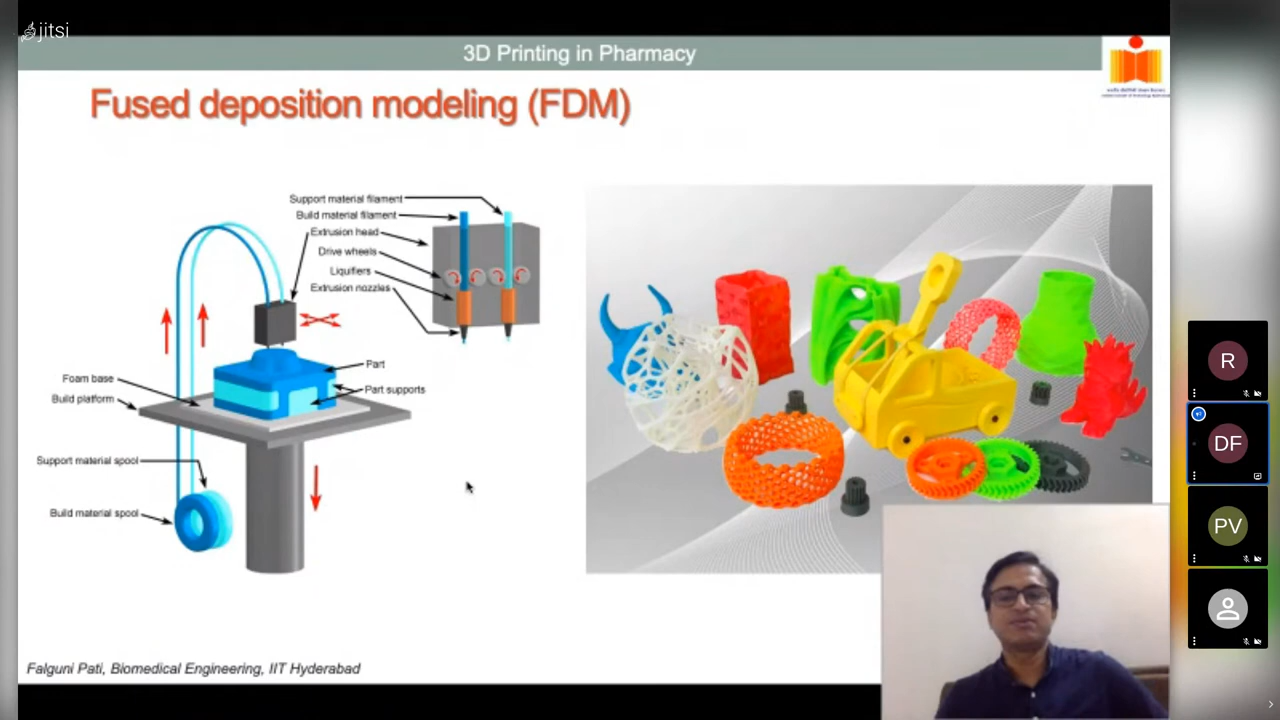 jitsi
3D Printing in Pharmacy
Fused deposition modeling (FDM)
Support material filament
Build material filament
Extrusion head
Drive wheels
Liquifiers
Extrusion nozzles
Part
Foam base
Part supports
Build platform
Support material spool
Build material spool
Falguni Pati, Biomedical Engineering, IIT Hyderabad
R
DF
PV